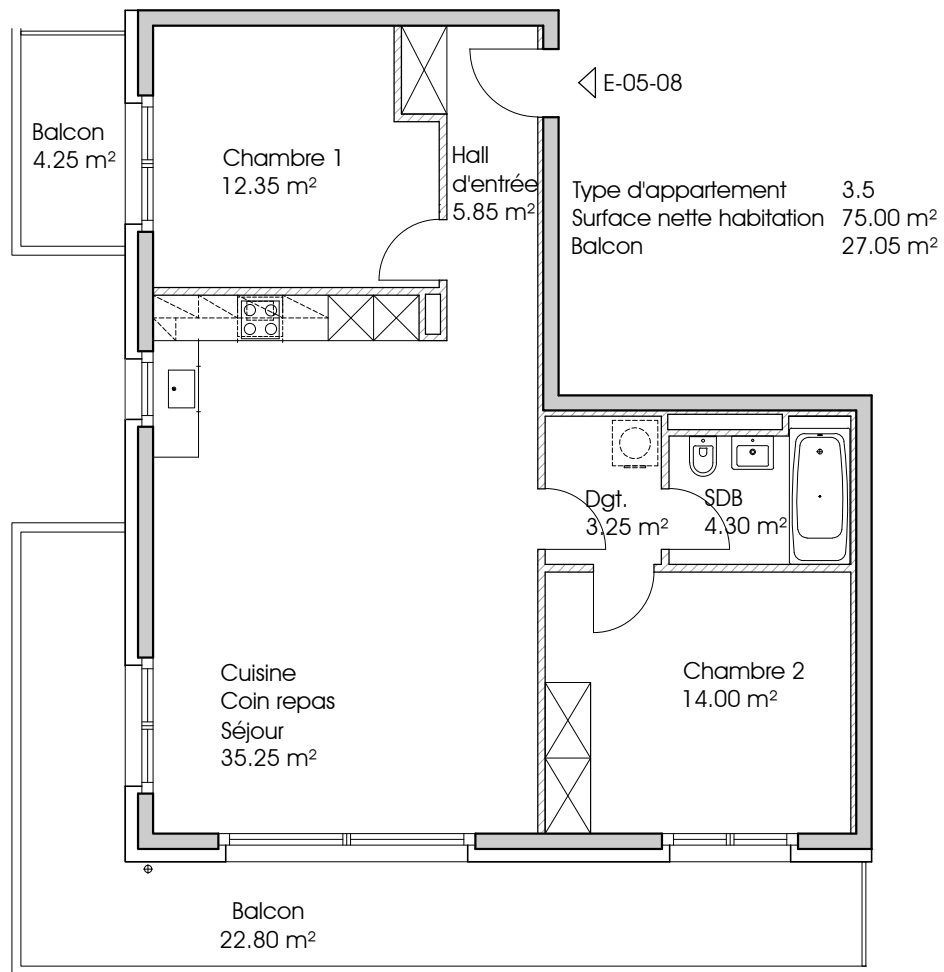 E-05-08
Balcon
4.25 m²
Chambre 1
12.35 m²
Hall
d'entrée
5.85 m²
Type d'appartement 3.5
Surface nette habitation 75.00 m²
Balcon 27.05 m²
Dgt.
3.25 m²
SDB
4.30 m²
Cuisine
Coin repas
Séjour
35.25 m²
Chambre 2
14.00 m²
Balcon
22.80 m²